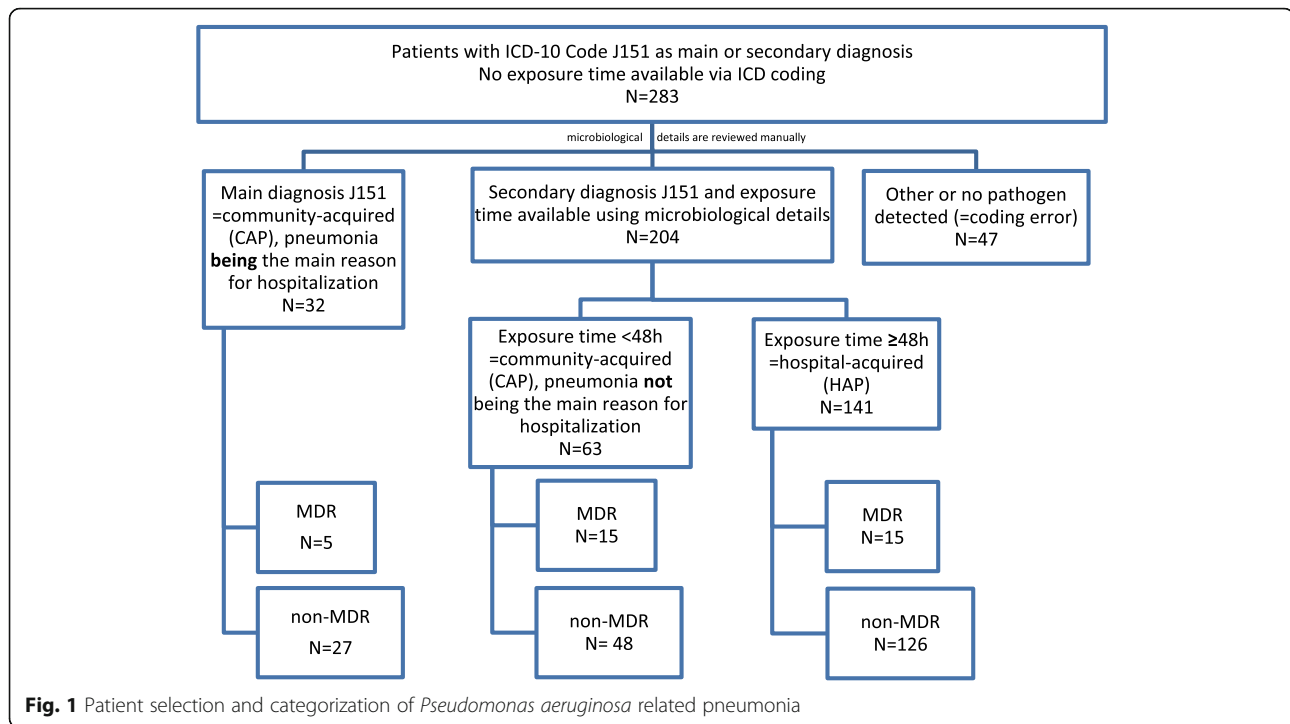 Patients with ICD-10 Code J151 as main or secondary diagnosis
No exposure time available via ICD coding
N=283
microbiological details are reviewed manually
Main diagnosis J151
=community-acquired
(CAP), pneumonia
being the main reason
for hospitalization
N=32
Secondary diagnosis J151 and exposure
time available using microbiological details
N=204
Other or no pathogen
detected (=coding error)
N=47
Exposure time <48h
=community-acquired
(CAP), pneumonia not
being the main reason for
hospitalization
N=63
Exposure time ≥48h
=hospital-acquired
(HAP)
N=141
MDR
N=5
MDR
N=15
MDR
N=15
non-MDR
N=27
non-MDR
N= 48
non-MDR
N=126
Fig. 1 Patient selection and categorization of Pseudomonas aeruginosa related pneumonia